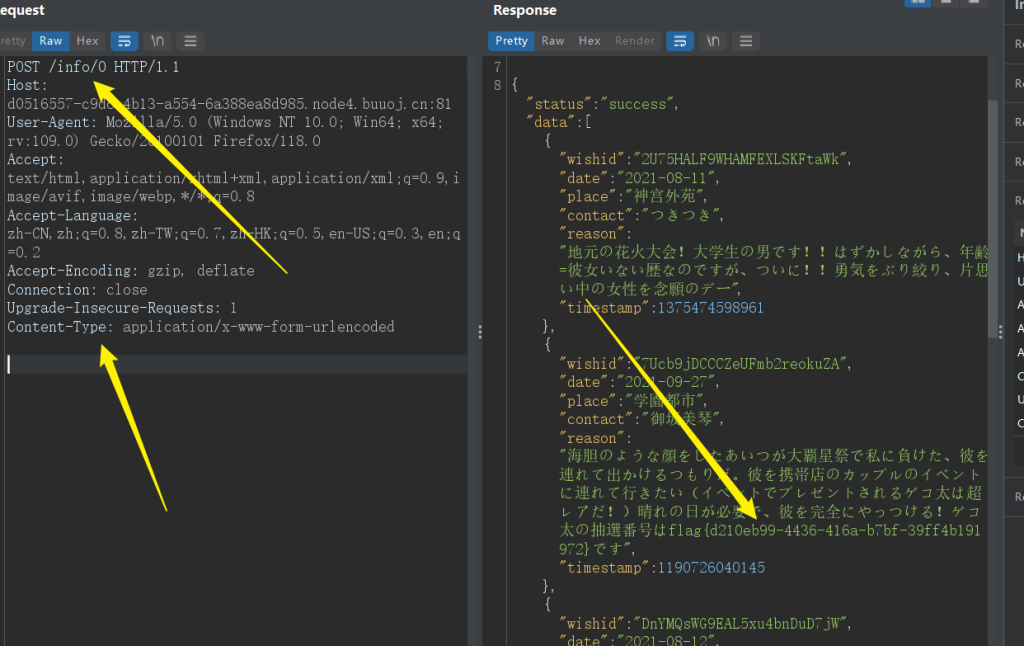 equest
retty Raw Hex \n
POST /info/0 HTTP/1.1
Host:
node4.buuoj.cn:81
User-Agent: (Windows NT 10.0; Win64; x64;
rv:109.0) Firefox/118.0
Accept:
text/html,application/xhtml+xml,application/xml;q=0.9,i
mage/avif,image/webp,*/*;q=0.8
Accept-Language:
zh-CN,zh;q=0.8,zh-TW;q=0.7,zh-HK;q=0.5,en-US;q=0.3,en;q
=0.2
Accept-Encoding: gzip, deflate
Connection: close
Upgrade-Insecure-Requests: 1
Content-Type: application/x-www-form-urlencoded
Response
Pretty Raw Hex Render \n
7
8 {
"status":"success",
"data":[
{
"wishid":"2U75HALF9WHAMFEXLSKFtaWk",
"date":"2021-08-11",
"place":"神宮外苑",
"contact":"つきつき",
"reason":
"地元の花火大会！大学生の男です！！はずかしながら、年齢
=彼女いない歴なのですが、ついに！！勇気をぶり絞り、片思
い中の女性を念願のデー",
"timestamp":1375474598961
},
{
"wishid":"7Ucb9jDCCCZeUFmb2reokuZA",
"date":"2021-09-27",
"place":"学園都市",
"contact":"御坂美琴",
"reason":
"海胆のような顔をしたあいつが大覇星祭で私に負けた、彼を
連れて出かけるつもりだ。彼を携帯店のカップルのイベント
に連れて行きたい（イベントでプレゼントされるゲコ太は超
レアだ！）晴れの日が必要で、彼を完全にやっつける！ゲコ
太の抽選番号はflag{d210eb99-4436-416a-b7bf-39ff4b191
972}です",
"timestamp":1190726040145
},
{
"wishid":"DnYMQsWG9EAL5xu4bnDuD7jW",
"date":"2021-08-12",